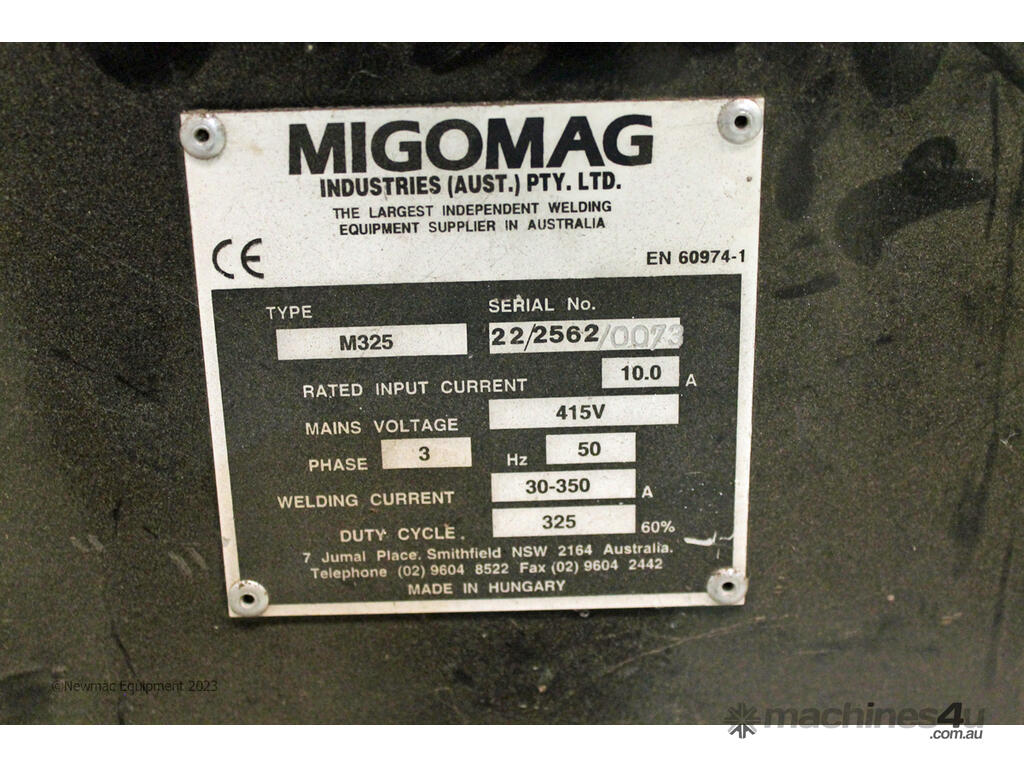 MIGOMAG
INDUSTRIES (AUST.) PTY. LTD.
THE LARGEST INDEPENDENT WELDING
EQUIPMENT SUPPLIER IN AUSTRALIA
CE
EN 60974-1
TYPE
M325
SERIAL No.
22/2562/0073
RATED INPUT CURRENT 10.0 A
MAINS VOLTAGE 415V
PHASE 3 Hz 50
WELDING CURRENT 30-350 A
DUTY CYCLE. 325 60%
7 Jumal Place. Smithfield NSW 2164 Australia.
Telephone (02) 9604 8522 Fax (02) 9604 2442
MADE IN HUNGARY
©Newmac Equipment 2023
machines4u
.com.au